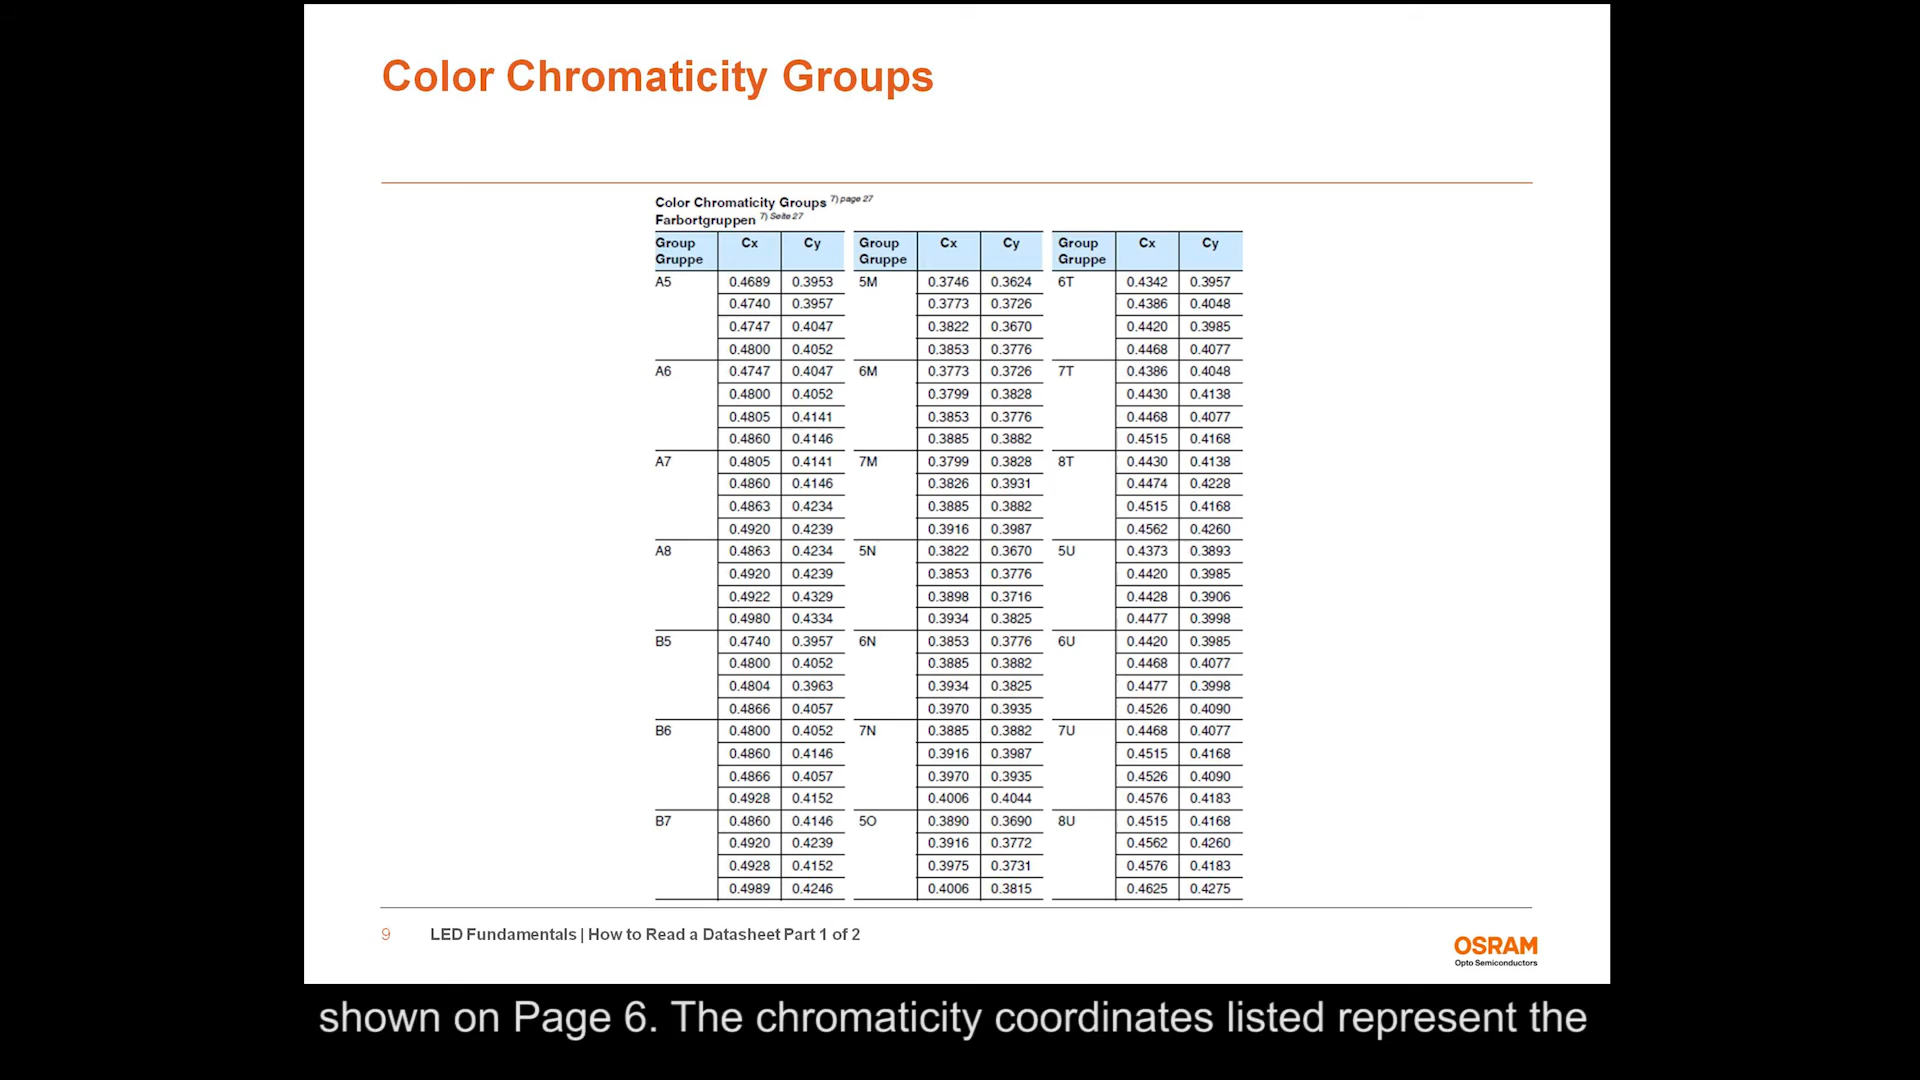 Color Chromaticity Groups
Color Chromaticity Groups 7) page 27
Farbortgruppen 7) Seite 27
Group Cx Cy Group Cx Cy Group Cx Cy
Gruppe Gruppe Gruppe
A5 0.4689 0.3953 5M 0.3746 0.3624 6T 0.4342 0.3957
0.4740 0.3957 0.3773 0.3726 0.4386 0.4048
0.4747 0.4047 0.3822 0.3670 0.4420 0.3985
0.4800 0.4052 0.3853 0.3776 0.4468 0.4077
A6 0.4747 0.4047 6M 0.3773 0.3726 7T 0.4386 0.4048
0.4800 0.4052 0.3799 0.3828 0.4430 0.4138
0.4805 0.4141 0.3853 0.3776 0.4468 0.4077
0.4860 0.4146 0.3885 0.3882 0.4515 0.4168
A7 0.4805 0.4141 7M 0.3799 0.3828 8T 0.4430 0.4138
0.4860 0.4146 0.3826 0.3931 0.4474 0.4228
0.4863 0.4234 0.3885 0.3882 0.4515 0.4168
0.4920 0.4239 0.3916 0.3987 0.4562 0.4260
A8 0.4863 0.4234 5N 0.3822 0.3670 5U 0.4373 0.3893
0.4920 0.4239 0.3853 0.3776 0.4420 0.3985
0.4922 0.4329 0.3898 0.3716 0.4428 0.3906
0.4980 0.4334 0.3934 0.3825 0.4477 0.3998
B5 0.4740 0.3957 6N 0.3853 0.3776 6U 0.4420 0.3985
0.4800 0.4052 0.3885 0.3882 0.4468 0.4077
0.4804 0.3963 0.3934 0.3825 0.4477 0.3998
0.4866 0.4057 0.3970 0.3935 0.4526 0.4090
B6 0.4800 0.4052 7N 0.3885 0.3882 7U 0.4468 0.4077
0.4860 0.4146 0.3916 0.3987 0.4515 0.4168
0.4866 0.4057 0.3970 0.3935 0.4526 0.4090
0.4928 0.4152 0.4006 0.4044 0.4576 0.4183
B7 0.4860 0.4146 5O 0.3890 0.3690 8U 0.4515 0.4168
0.4920 0.4239 0.3916 0.3772 0.4562 0.4260
0.4928 0.4152 0.3975 0.3731 0.4576 0.4183
0.4989 0.4246 0.4006 0.3815 0.4625 0.4275
9 LED Fundamentals | How to Read a Datasheet Part 1 of 2
OSRAM
Opto Semiconductors
shown on Page 6. The chromaticity coordinates listed represent the